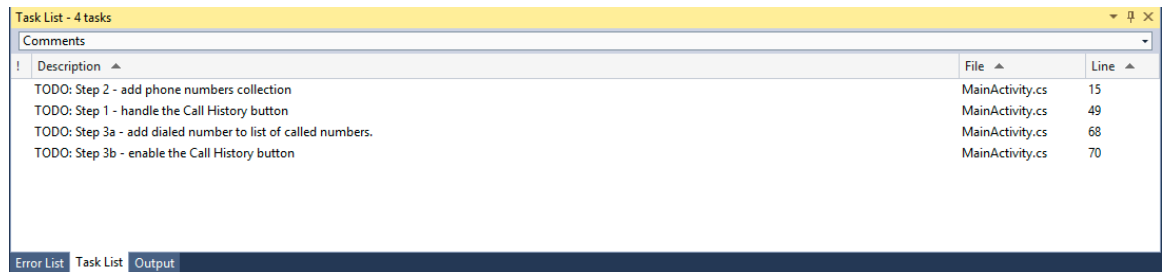 Task List - 4 tasks
Comments
! Description File Line
TODO: Step 2 - add phone numbers collection MainActivity.cs 15
TODO: Step 1 - handle the Call History button MainActivity.cs 49
TODO: Step 3a - add dialed number to list of called numbers. MainActivity.cs 68
TODO: Step 3b - enable the Call History button MainActivity.cs 70
Error List Task List Output